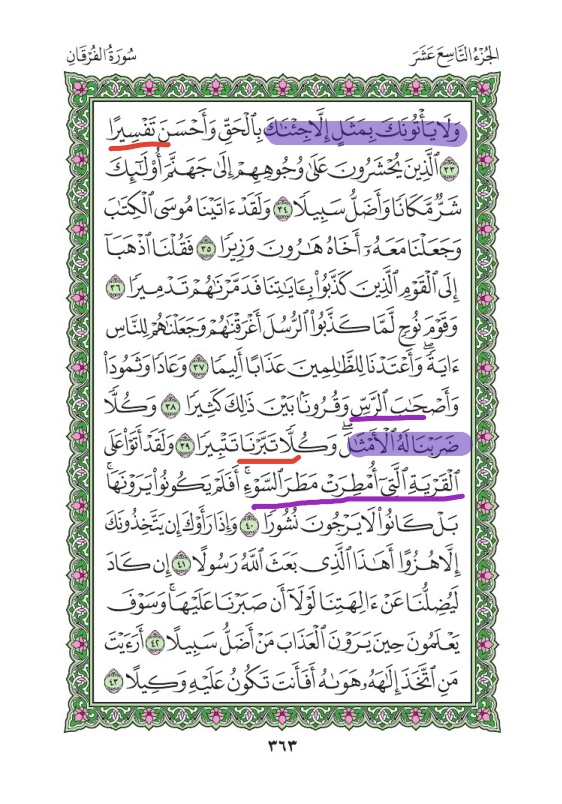 سُورَةُ الفُرْقَانِ
الجُزْءُ التَّاسِعَ عَشَرَ
وَلَا يَأْتُونَكَ بِمَثَلٍ إِلَّا جِئْنَٰكَ بِٱلْحَقِّ وَأَحْسَنَ تَفْسِيرًا
٣٣ ٱلَّذِينَ يُحْشَرُونَ عَلَىٰ وُجُوهِهِمْ إِلَىٰ جَهَنَّمَ أُو۟لَٰٓئِكَ
شَرٌّ مَّكَانًا وَأَضَلُّ سَبِيلًا ٣٤ وَلَقَدْ ءَاتَيْنَا مُوسَى ٱلْكِتَٰبَ
وَجَعَلْنَا مَعَهُۥٓ أَخَاهُ هَٰرُونَ وَزِيرًا ٣٥ فَقُلْنَا ٱذْهَبَآ
إِلَى ٱلْقَوْمِ ٱلَّذِينَ كَذَّبُوا۟ بِـَٔايَٰتِنَا فَدَمَّرْنَٰهُمْ تَدْمِيرًا ٣٦
وَقَوْمَ نُوحٍ لَّمَّا كَذَّبُوا۟ ٱلرُّسُلَ أَغْرَقْنَٰهُمْ وَجَعَلْنَٰهُمْ لِلنَّاسِ
ءَايَةً ۖ وَأَعْتَدْنَا لِلظَّٰلِمِينَ عَذَابًا أَلِيمًا ٣٧ وَعَادًا وَثَمُودَا۟
وَأَصْحَٰبَ ٱلرَّسِّ وَقُرُونًۢا بَيْنَ ذَٰلِكَ كَثِيرًا ٣٨ وَكُلًّا
ضَرَبْنَا لَهُ ٱلْأَمْثَٰلَ ۖ وَكُلًّا تَبَّرْنَا تَتْبِيرًا ٣٩ وَلَقَدْ أَتَوْا۟ عَلَى
ٱلْقَرْيَةِ ٱلَّتِىٓ أُمْطِرَتْ مَطَرَ ٱلسَّوْءِ ۚ أَفَلَمْ يَكُونُوا۟ يَرَوْنَهَا ۚ
بَلْ كَانُوا۟ لَا يَرْجُونَ نُشُورًا ٤٠ وَإِذَا رَأَوْكَ إِن يَتَّخِذُونَكَ
إِلَّا هُزُوًا أَهَٰذَا ٱلَّذِى بَعَثَ ٱللَّهُ رَسُولًا ٤١ إِن كَادَ
لَيُضِلُّنَا عَنْ ءَالِهَتِنَا لَوْلَآ أَن صَبَرْنَا عَلَيْهَا ۚ وَسَوْفَ
يَعْلَمُونَ حِينَ يَرَوْنَ ٱلْعَذَابَ مَنْ أَضَلُّ سَبِيلًا ٤٢ أَرَءَيْتَ
مَنِ ٱتَّخَذَ إِلَٰهَهُۥ هَوَىٰهُ أَفَأَنتَ تَكُونُ عَلَيْهِ وَكِيلًا ٤٣
٣٦٣